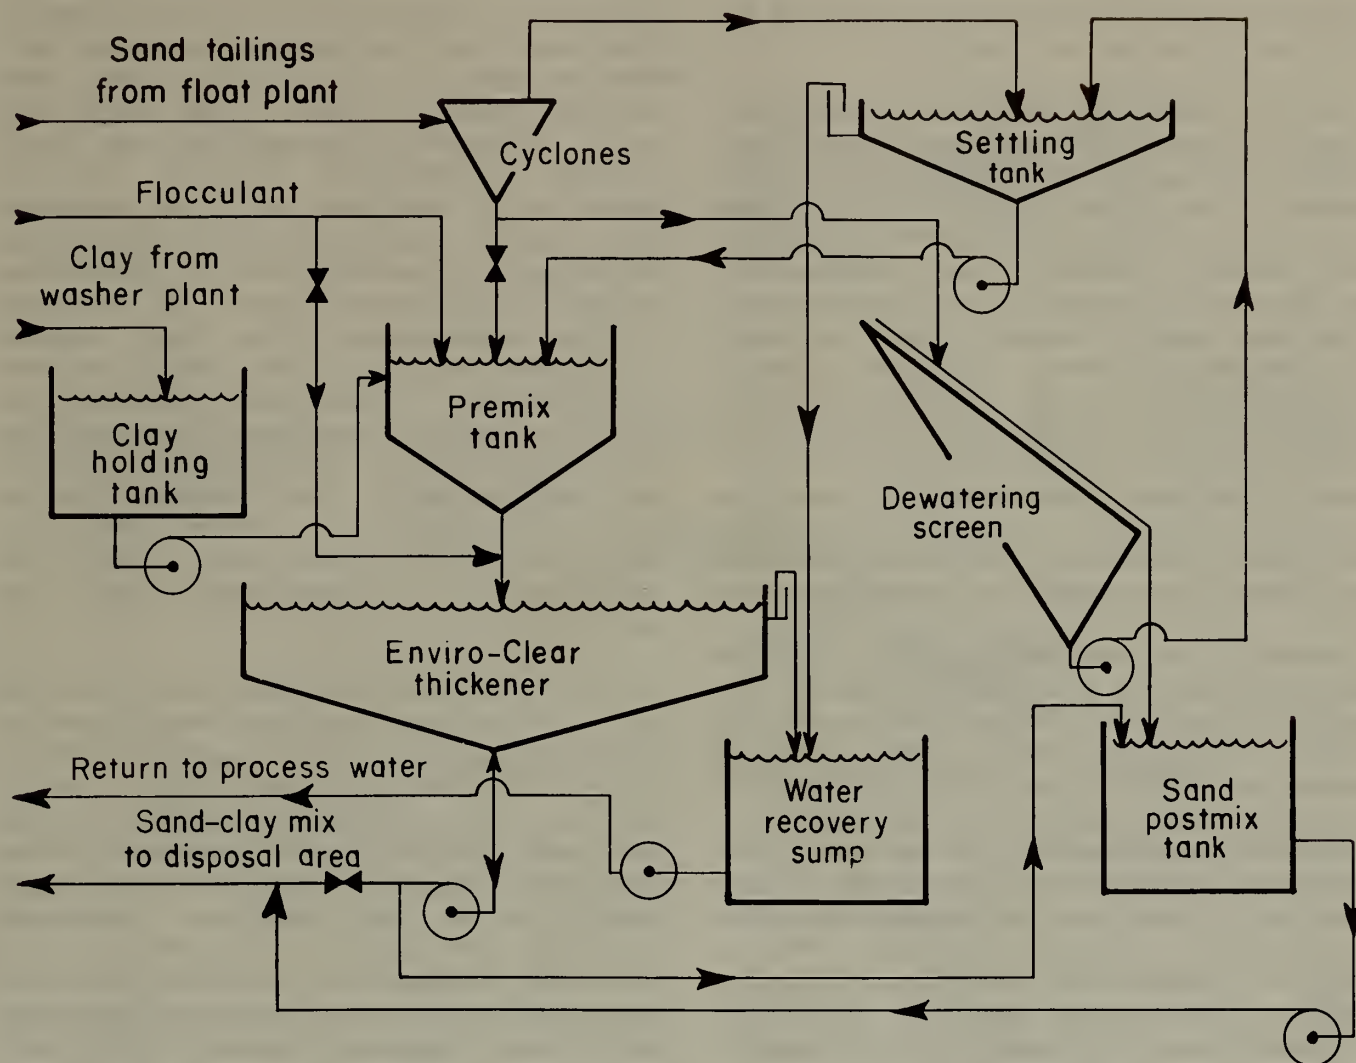 Sand tailings
from float plant
Cyclones
Settling
tank
Flocculant
Clay from
washer plant
Premix
tank
Clay
holding
tank
Dewatering
screen
Enviro-Clear
thickener
Return to process water
Water
recovery
sump
Sand
postmix
tank
Sand-clay mix
to disposal area